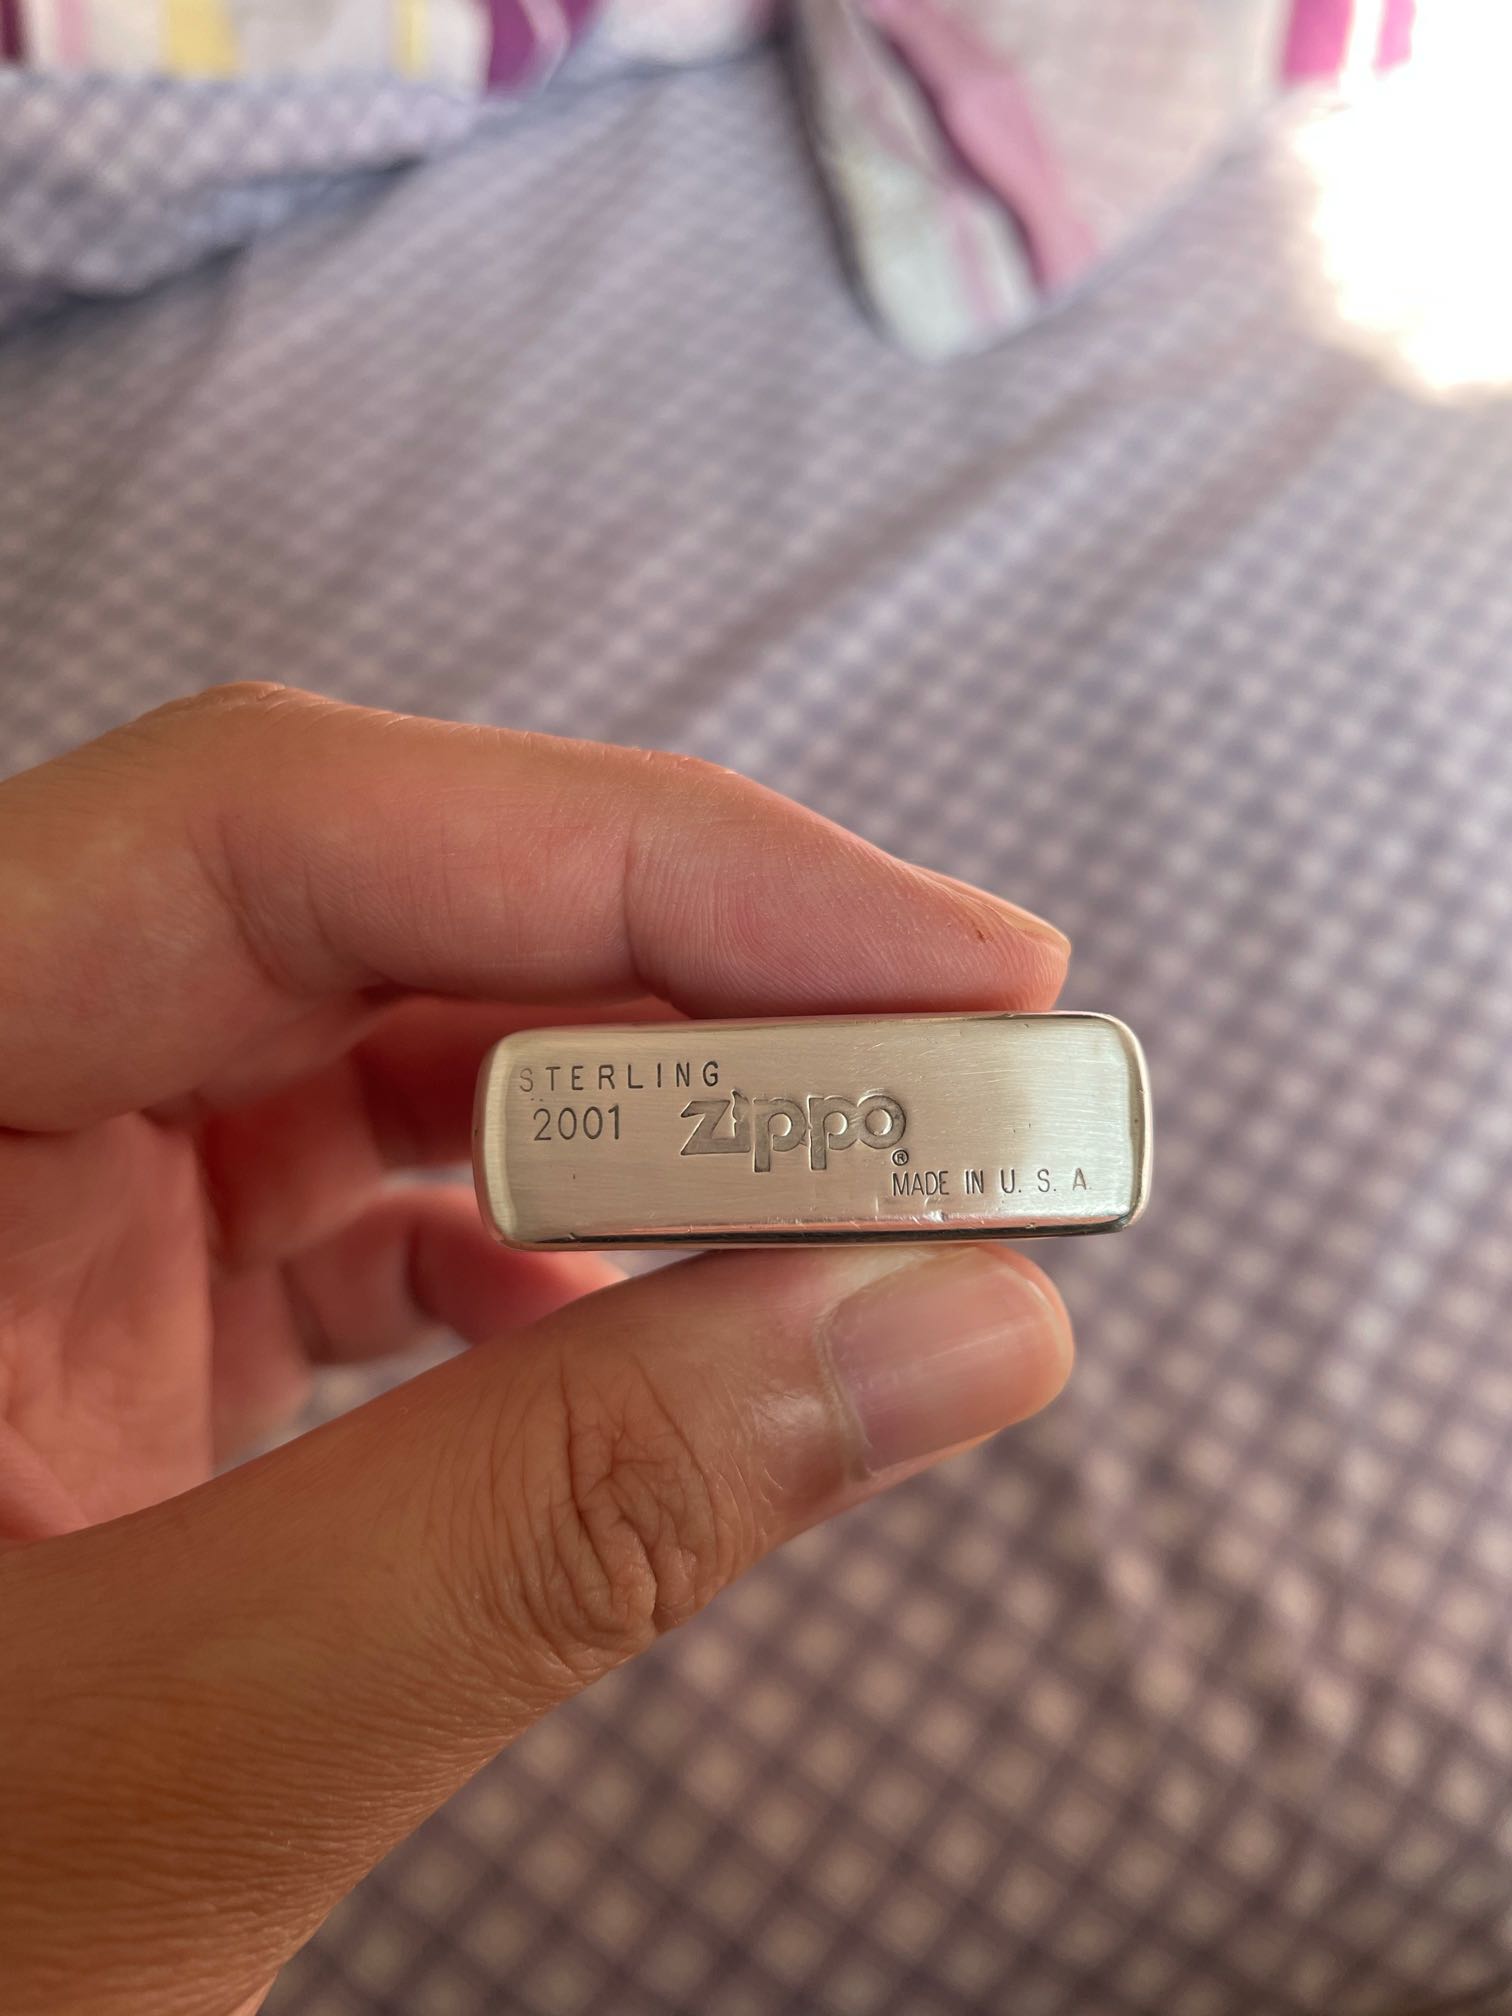 STERLING
2001 zippo®
MADE IN U. S. A.